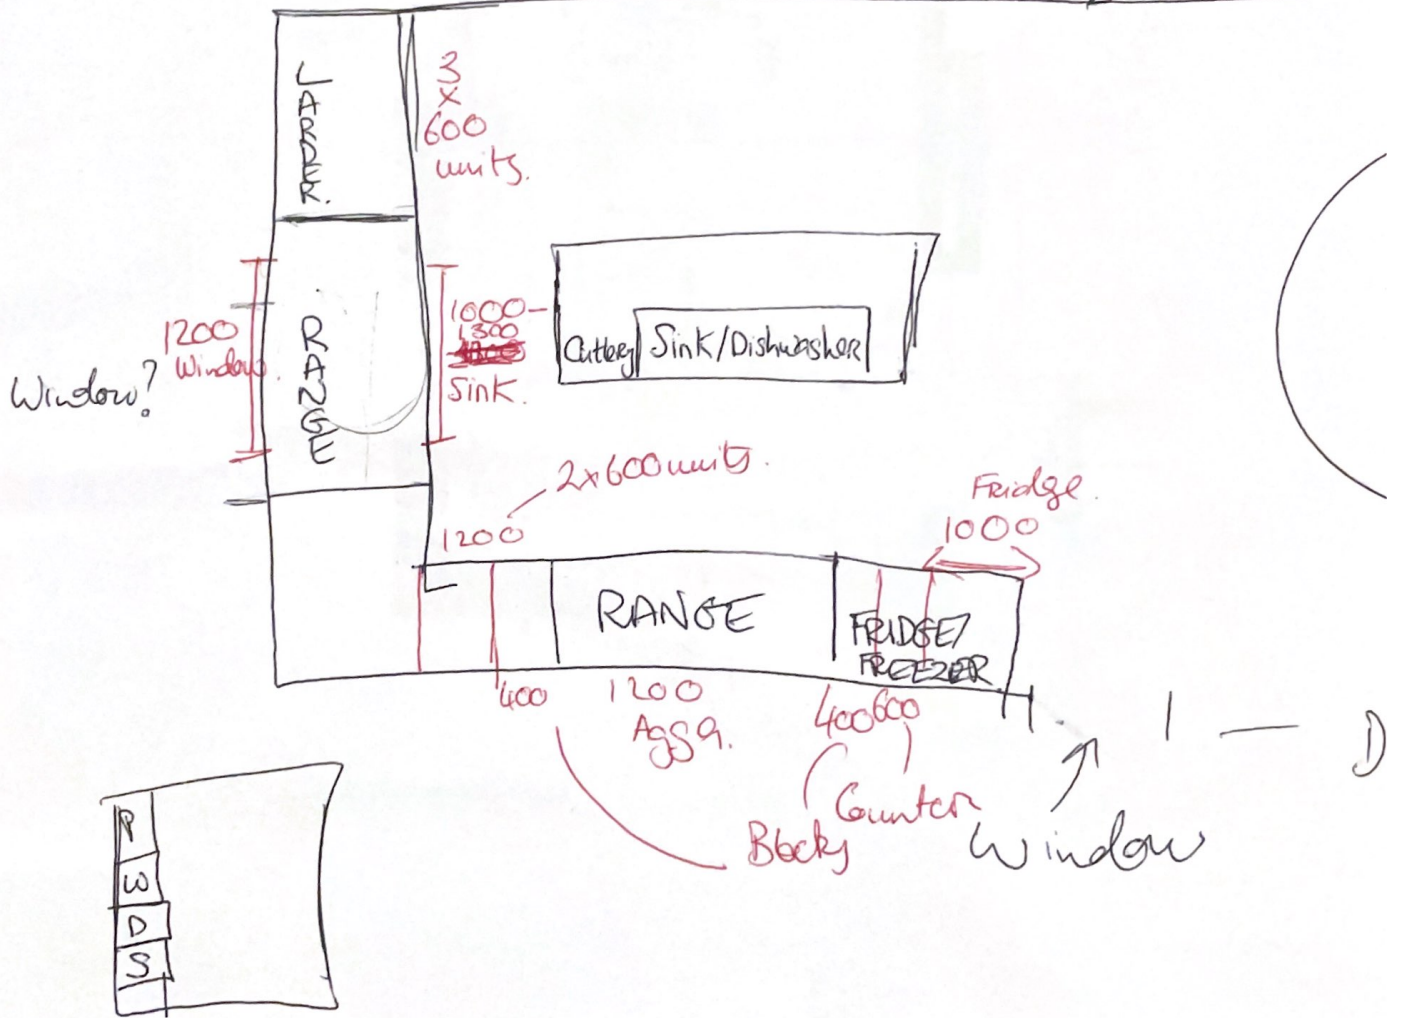 LARDER.
3
x
600
units.
1200
Window.
Window?
RANGE
1000
1300
Sink.
Cutlery
Sink/Dishwasher
2x600 units.
1200
Fridge.
1000
RANGE
FRIDGE/
FREEZER
400
1200
Agga.
400
600
Counter
Blocks
Window
D
P
W
D
S